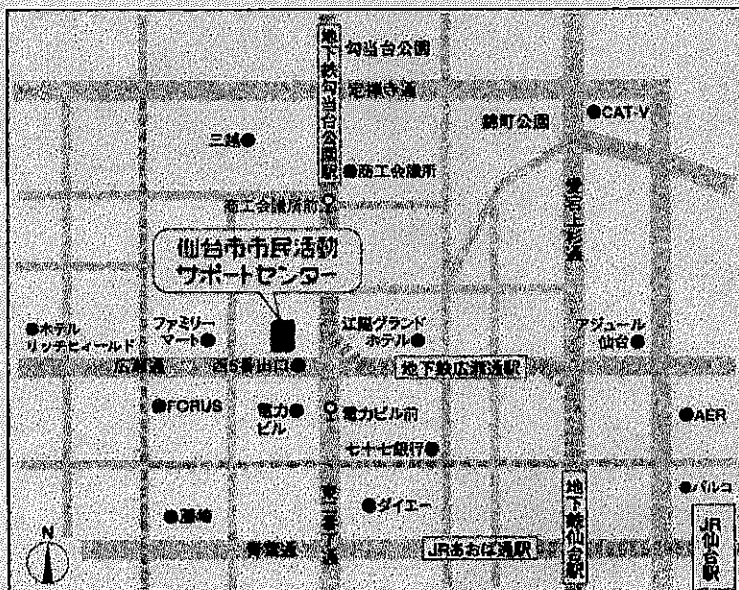 地下鉄勾当台公園駅
勾当台公園
定禅寺通
錦町公園
CAT-V
三越
商工会議所
愛宕上杉通
商工会議所前
仙台市市民活動
サポートセンター
ホテル
リッチフィールド
ファミリー
マート
江陽グランド
ホテル
アジュール
仙台
広瀬通
西5番出口
地下鉄広瀬通駅
FORUS
電力
ビル
電力ビル前
AER
七十七銀行
パルコ
東二番丁通
ダイエー
地下鉄仙台駅
藤崎
JR仙台駅
N
青葉通
JRあおば通駅